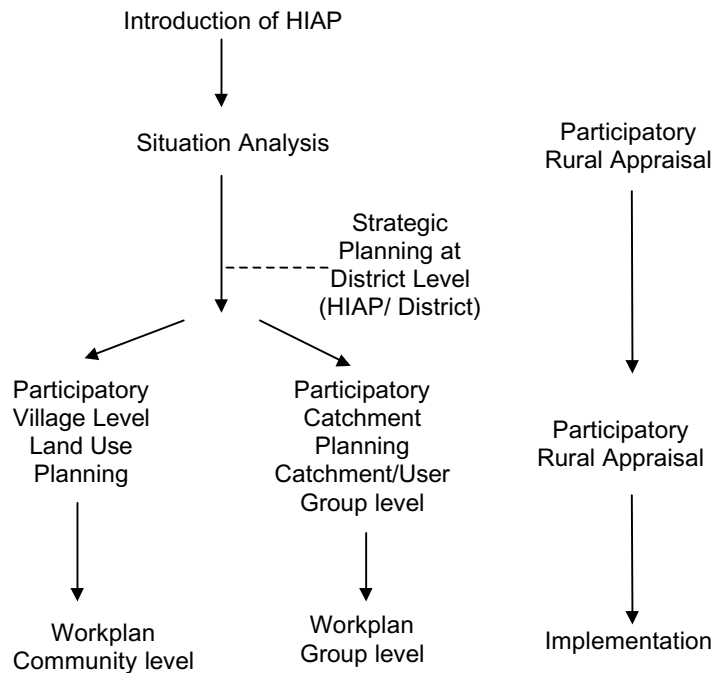 Introduction of HIAP
Situation Analysis
Participatory
Rural Appraisal
Strategic
Planning at
District Level
(HIAP/ District)
Participatory
Village Level
Land Use
Planning
Participatory
Catchment
Planning
Catchment/User
Group level
Participatory
Rural Appraisal
Workplan
Community level
Workplan
Group level
Implementation